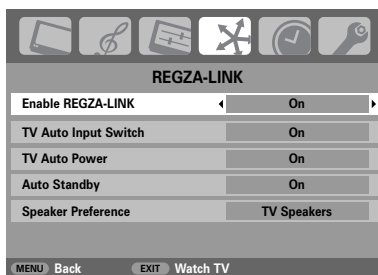 REGZA-LINK
Enable REGZA-LINK On
TV Auto Input Switch On
TV Auto Power On
Auto Standby On
Speaker Preference TV Speakers
MENU Back EXIT Watch TV